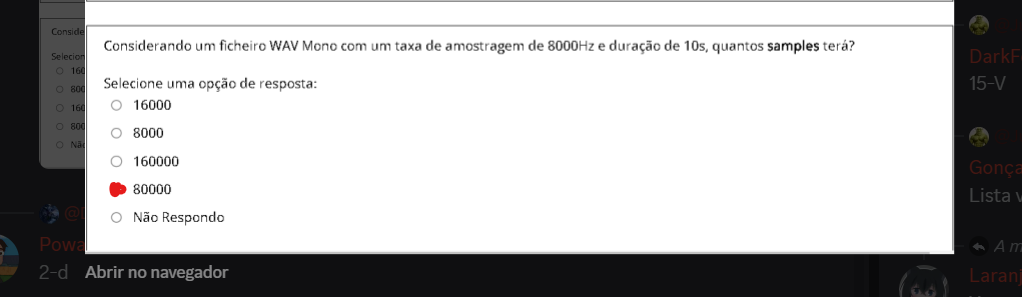 Conside
Selecion
160
800
160
800
Nã
Considerando um ficheiro WAV Mono com um taxa de amostragem de 8000Hz e duração de 10s, quantos samples terá?
Selecione uma opção de resposta:
16000
8000
160000
80000
Não Respondo
Powa
2-d
Abrir no navegador
DarkF
15-V
Gonça
Lista v
A m
Laranj